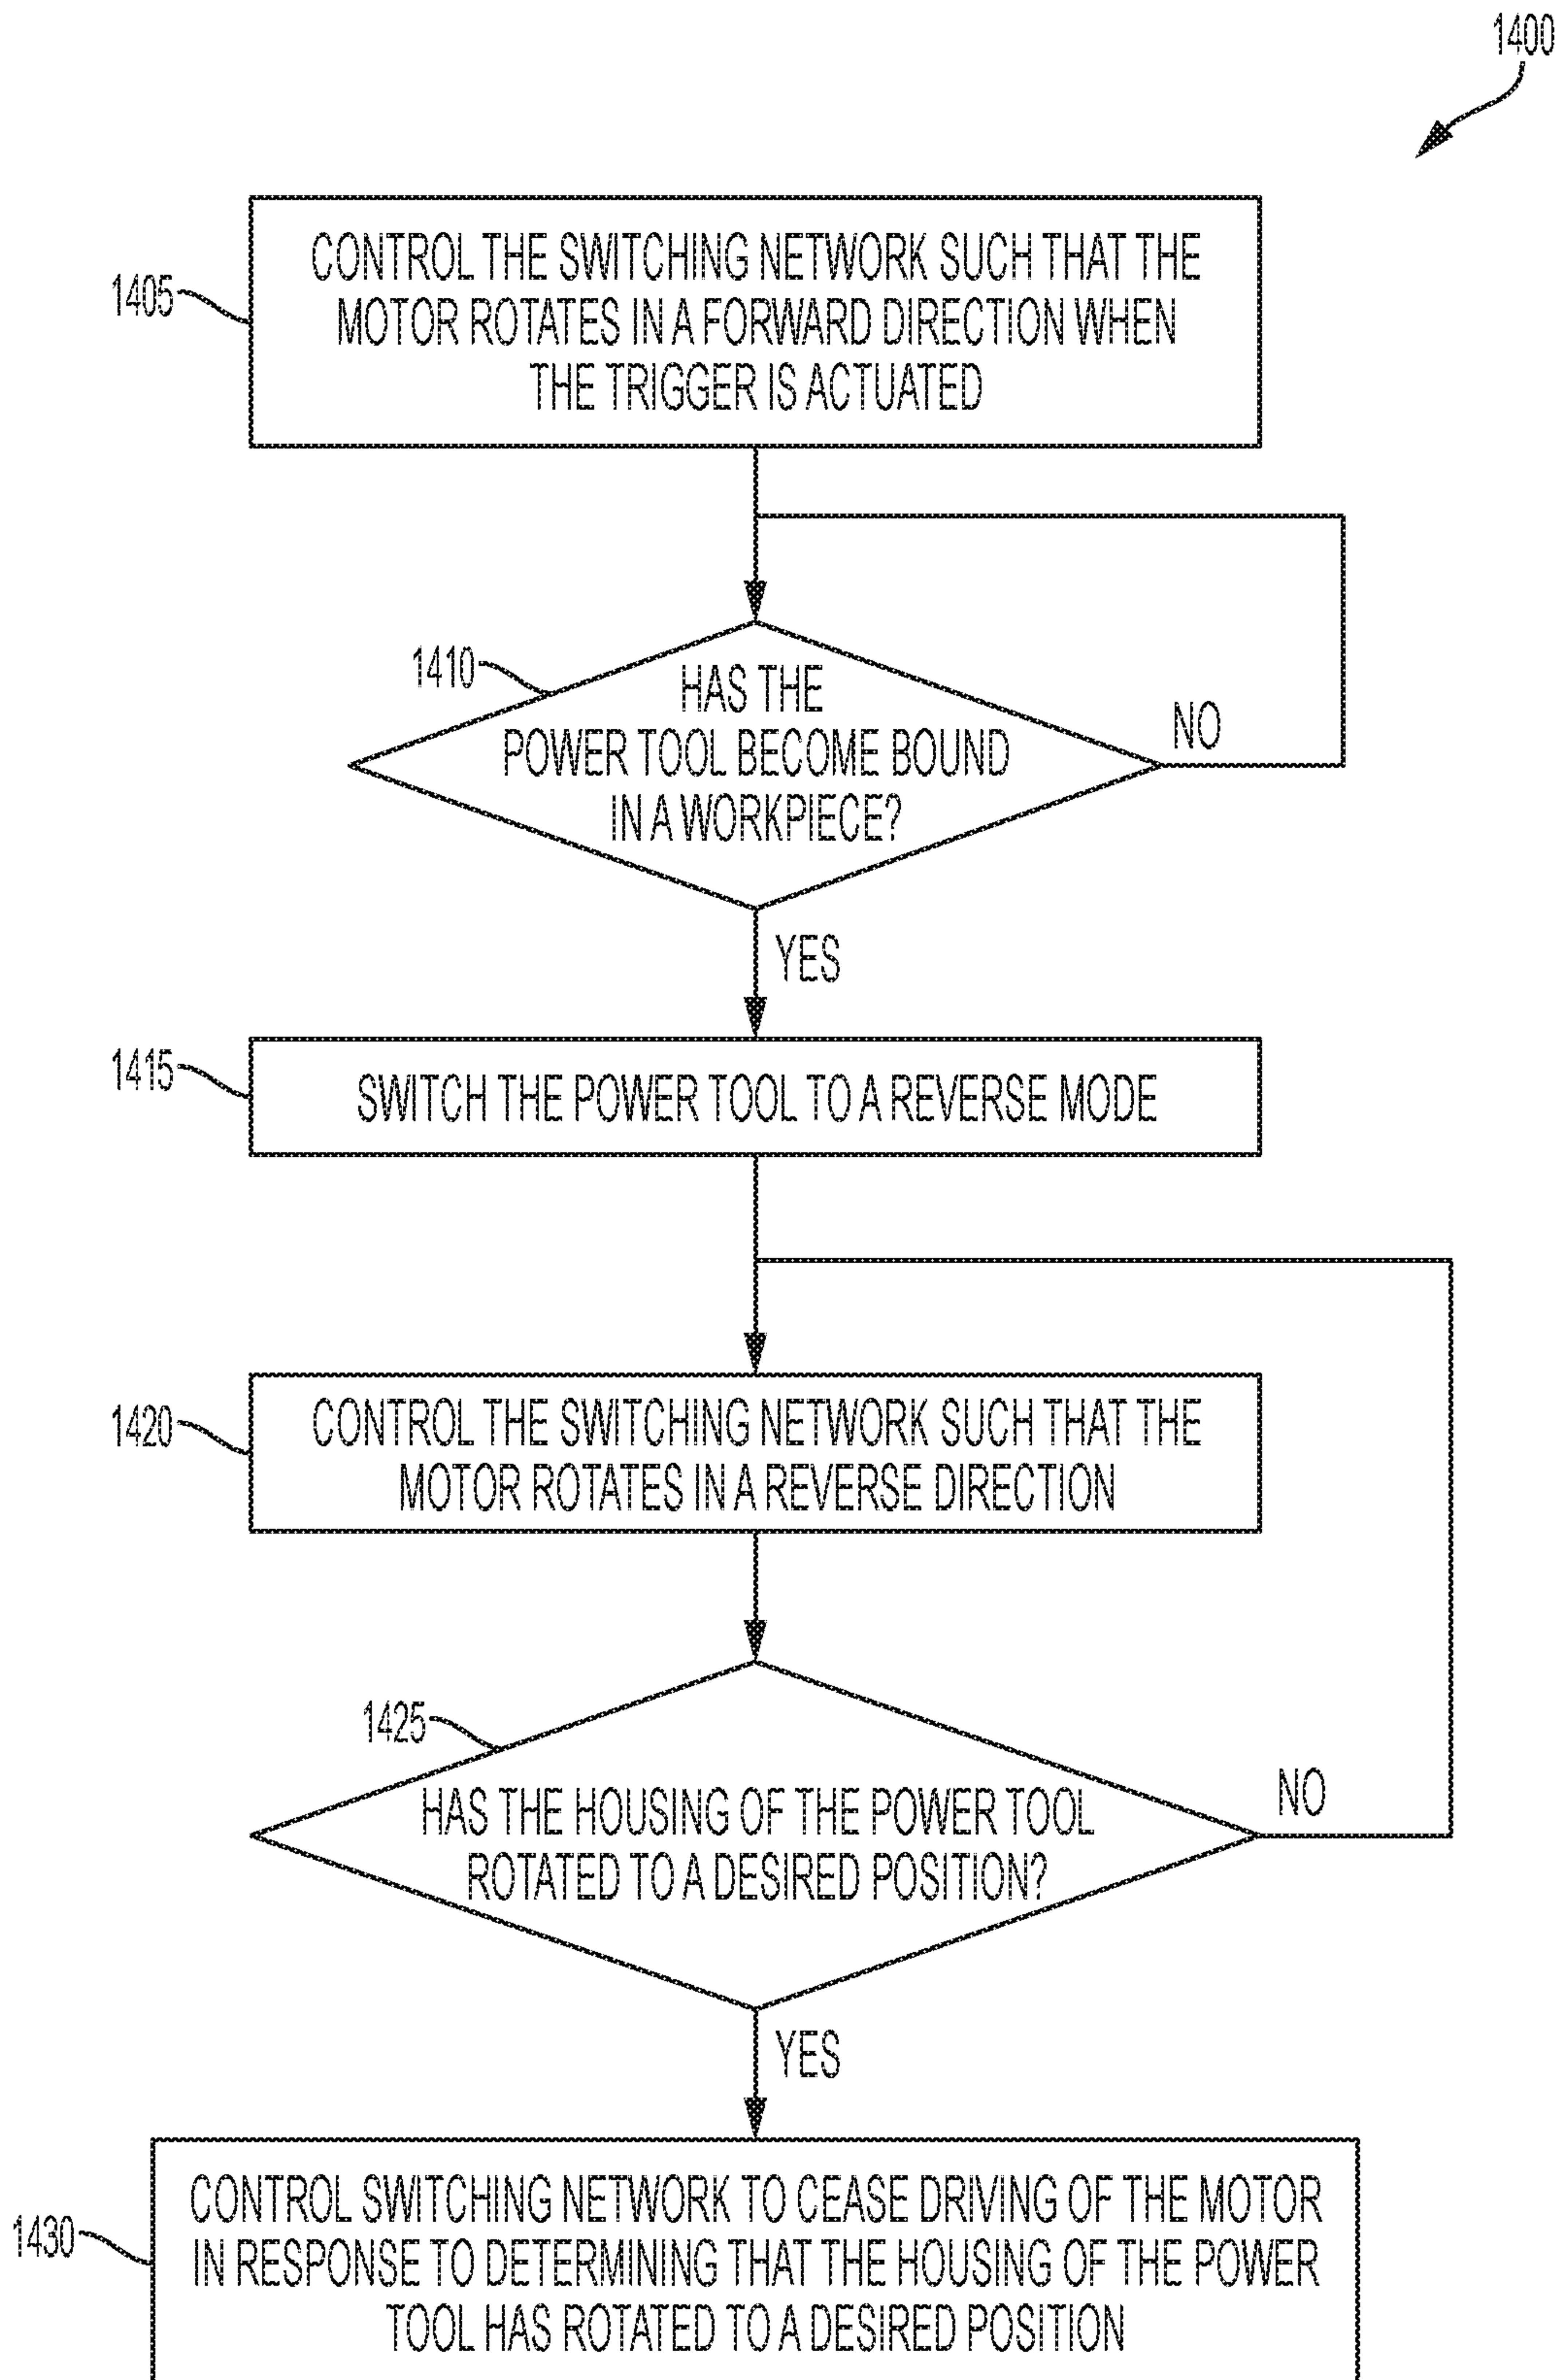 1400
1405
CONTROL THE SWITCHING NETWORK SUCH THAT THE
MOTOR ROTATES IN A FORWARD DIRECTION WHEN
THE TRIGGER IS ACTUATED
1410
HAS THE
POWER TOOL BECOME BOUND
IN A WORKPIECE?
NO
YES
1415
SWITCH THE POWER TOOL TO A REVERSE MODE
1420
CONTROL THE SWITCHING NETWORK SUCH THAT THE
MOTOR ROTATES IN A REVERSE DIRECTION
1425
HAS THE HOUSING OF THE POWER TOOL
ROTATED TO A DESIRED POSITION?
NO
YES
1430
CONTROL SWITCHING NETWORK TO CEASE DRIVING OF THE MOTOR
IN RESPONSE TO DETERMINING THAT THE HOUSING OF THE POWER
TOOL HAS ROTATED TO A DESIRED POSITION